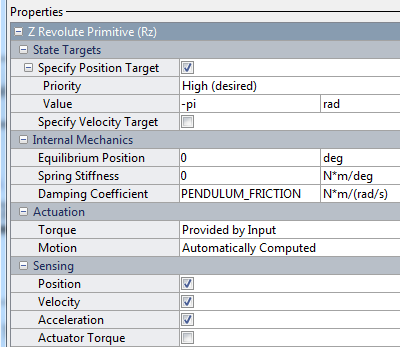 Properties
Z Revolute Primitive (Rz)
State Targets
Specify Position Target
Priority High (desired)
Value -pi rad
Specify Velocity Target
Internal Mechanics
Equilibrium Position 0 deg
Spring Stiffness 0 N*m/deg
Damping Coefficient PENDULUM_FRICTION N*m/(rad/s)
Actuation
Torque Provided by Input
Motion Automatically Computed
Sensing
Position
Velocity
Acceleration
Actuator Torque